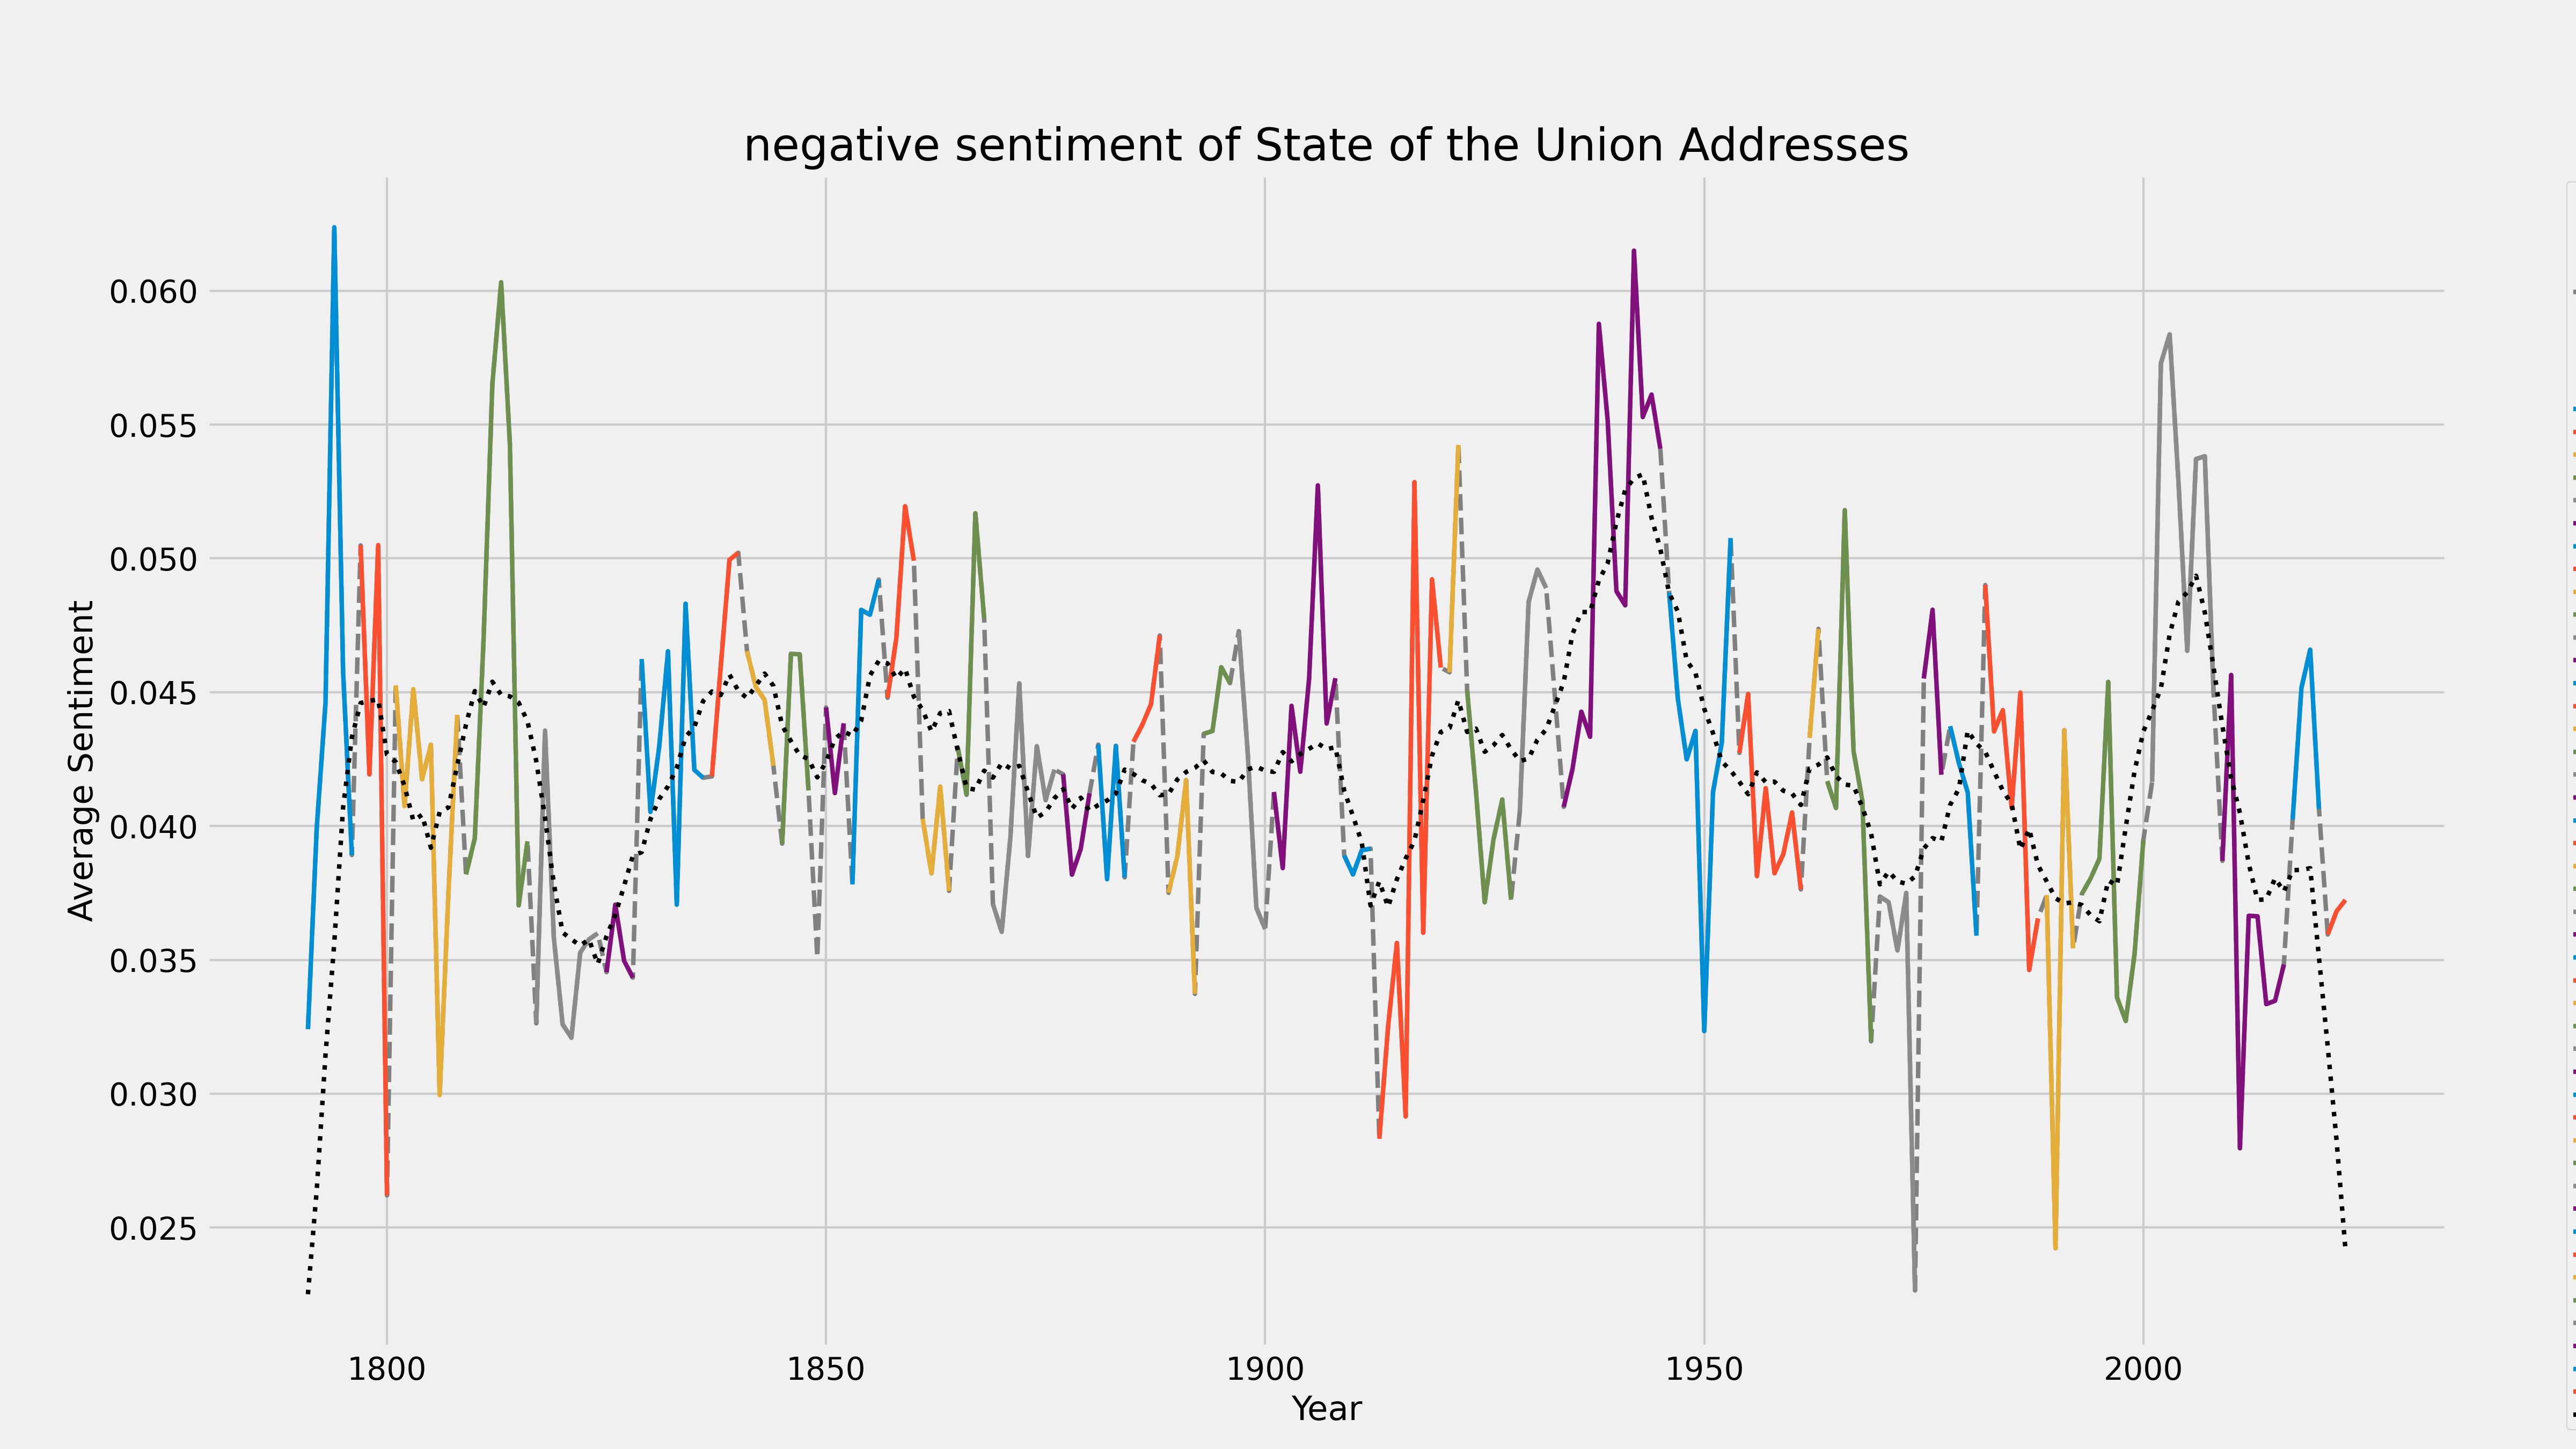 negative sentiment of State of the Union Addresses
0.060
0.055
0.050
0.045
0.040
0.035
0.030
0.025
Average Sentiment
1800 1850 1900 1950 2000
Year